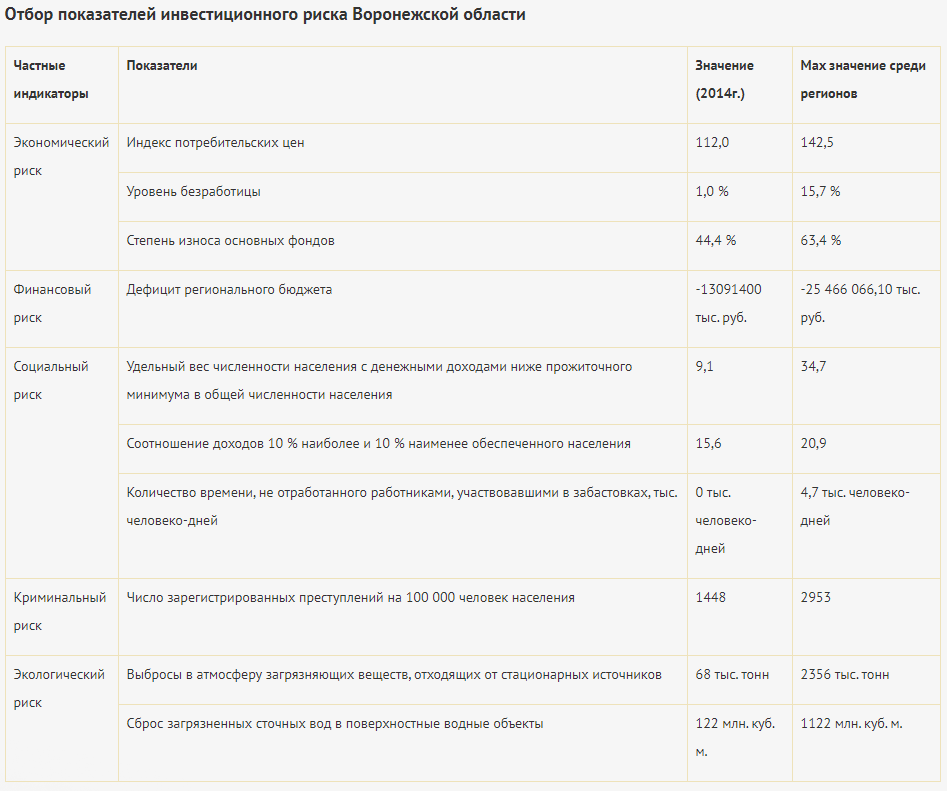 Отбор показателей инвестиционного риска Воронежской области
Частные
индикаторы
Показатели
Значение
(2014г.)
Мах значение среди
регионов
Экономический
риск
Индекс потребительских цен
112,0
142,5
Уровень безработицы
1,0 %
15,7 %
Степень износа основных фондов
44,4 %
63,4 %
Финансовый
риск
Дефицит регионального бюджета
-13091400
тыс. руб.
-25 466 066,10 тыс.
руб.
Социальный
риск
Удельный вес численности населения с денежными доходами ниже прожиточного
минимума в общей численности населения
9,1
34,7
Соотношение доходов 10 % наиболее и 10 % наименее обеспеченного населения
15,6
20,9
Количество времени, не отработанного работниками, участвовавшими в забастовках, тыс.
человеко-дней
0 тыс.
человеко-
дней
4,7 тыс. человеко-
дней
Криминальный
риск
Число зарегистрированных преступлений на 100 000 человек населения
1448
2953
Экологический
риск
Выбросы в атмосферу загрязняющих веществ, отходящих от стационарных источников
68 тыс. тонн
2356 тыс. тонн
Сброс загрязненных сточных вод в поверхностные водные объекты
122 млн. куб.
м.
1122 млн. куб. м.